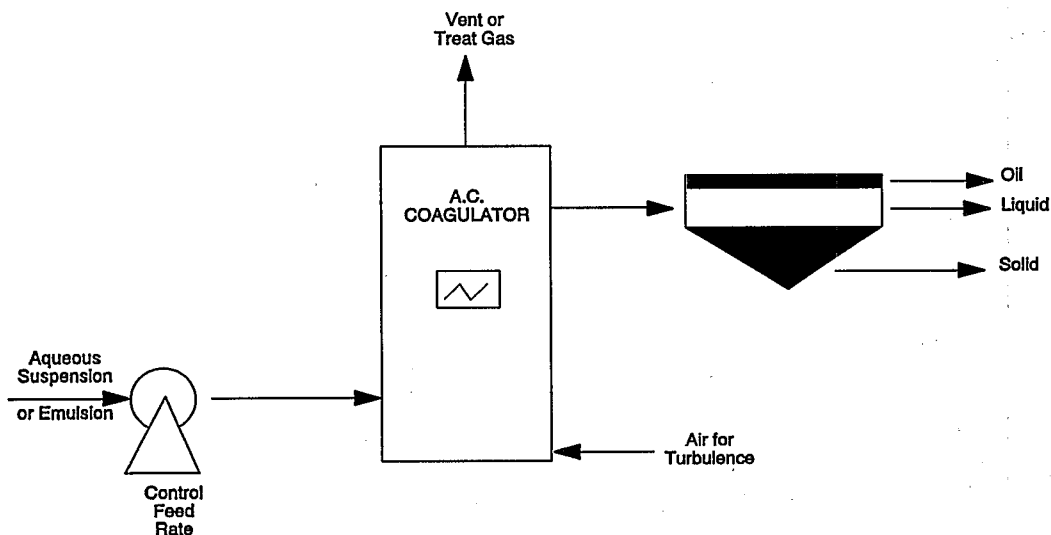 Vent or
Treat Gas
A.C.
COAGULATOR
Oil
Liquid
Solid
Aqueous
Suspension
or Emulsion
Air for
Turbulence
Control
Feed
Rate